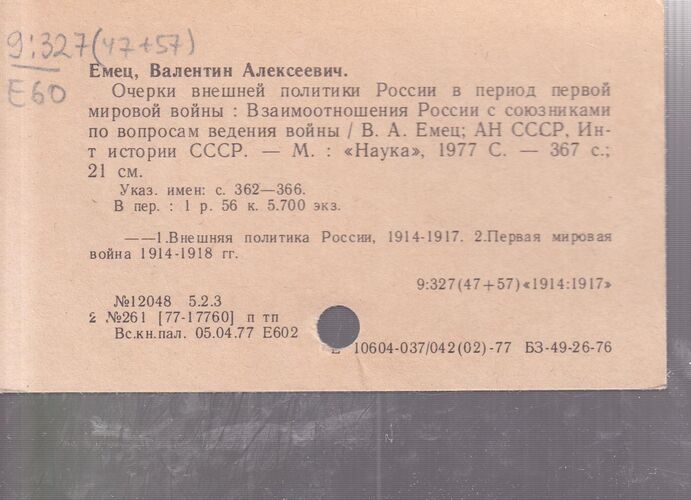 9:327(47+57)
Е60
Емец, Валентин Алексеевич.
Очерки внешней политики России в период первой
мировой войны : Взаимоотношения России с союзниками
по вопросам ведения войны / В. А. Емец; АН СССР, Ин-
т истории СССР. — М. : «Наука», 1977 С. — 367 с.;
21 см.
Указ. имен: с. 362—366.
В пер. : 1 р. 56 к. 5.700 экз.
——1.Внешняя политика России, 1914-1917. 2.Первая мировая
война 1914-1918 гг.
9:327(47+57)«1914:1917»
№12048 5.2.3
2 №261 [77-17760] п тп
Вс.кн.пал. 05.04.77 Е602
10604-037/042(02)-77 БЗ-49-26-76